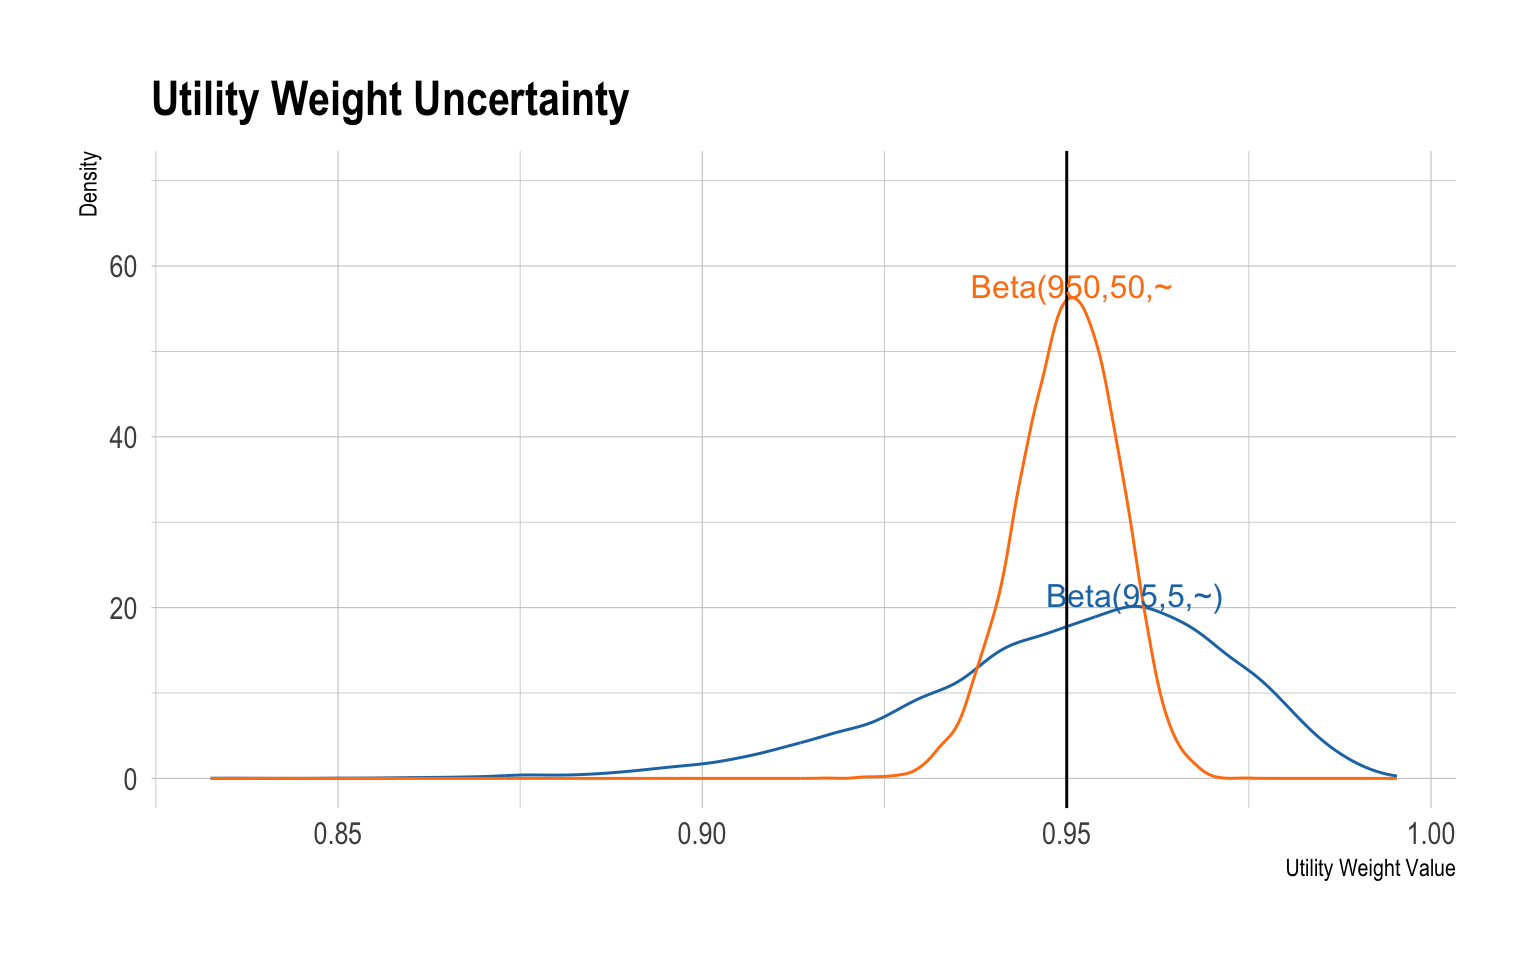 Utility Weight Uncertainty
Density
60
40
20
0
Beta(950,50,~
Beta(95,5,~)
0.85
0.90
0.95
1.00
Utility Weight Value